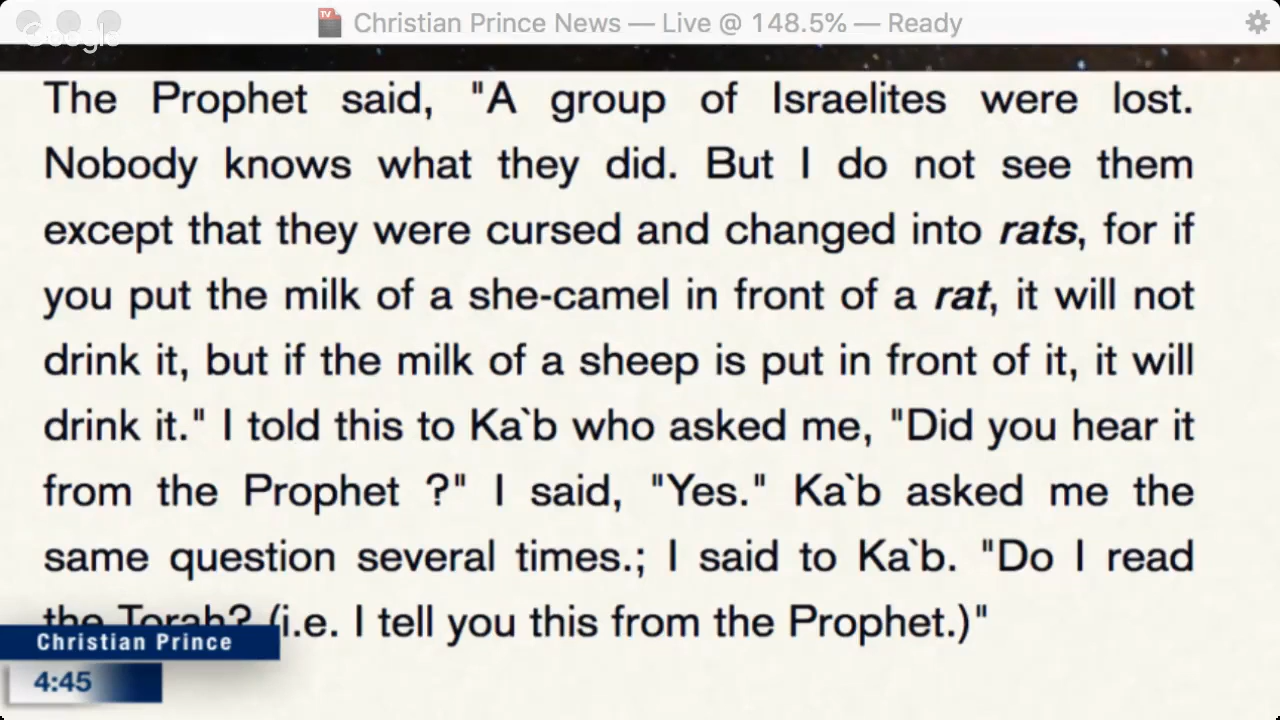 TV Christian Prince News — Live @ 148.5% — Ready
Google
The Prophet said, "A group of Israelites were lost.
Nobody knows what they did. But I do not see them
except that they were cursed and changed into rats, for if
you put the milk of a she-camel in front of a rat, it will not
drink it, but if the milk of a sheep is put in front of it, it will
drink it." I told this to Ka`b who asked me, "Did you hear it
from the Prophet ?" I said, "Yes." Ka`b asked me the
same question several times.; I said to Ka`b. "Do I read
the Torah? (i.e. I tell you this from the Prophet.)"
Christian Prince
4:45